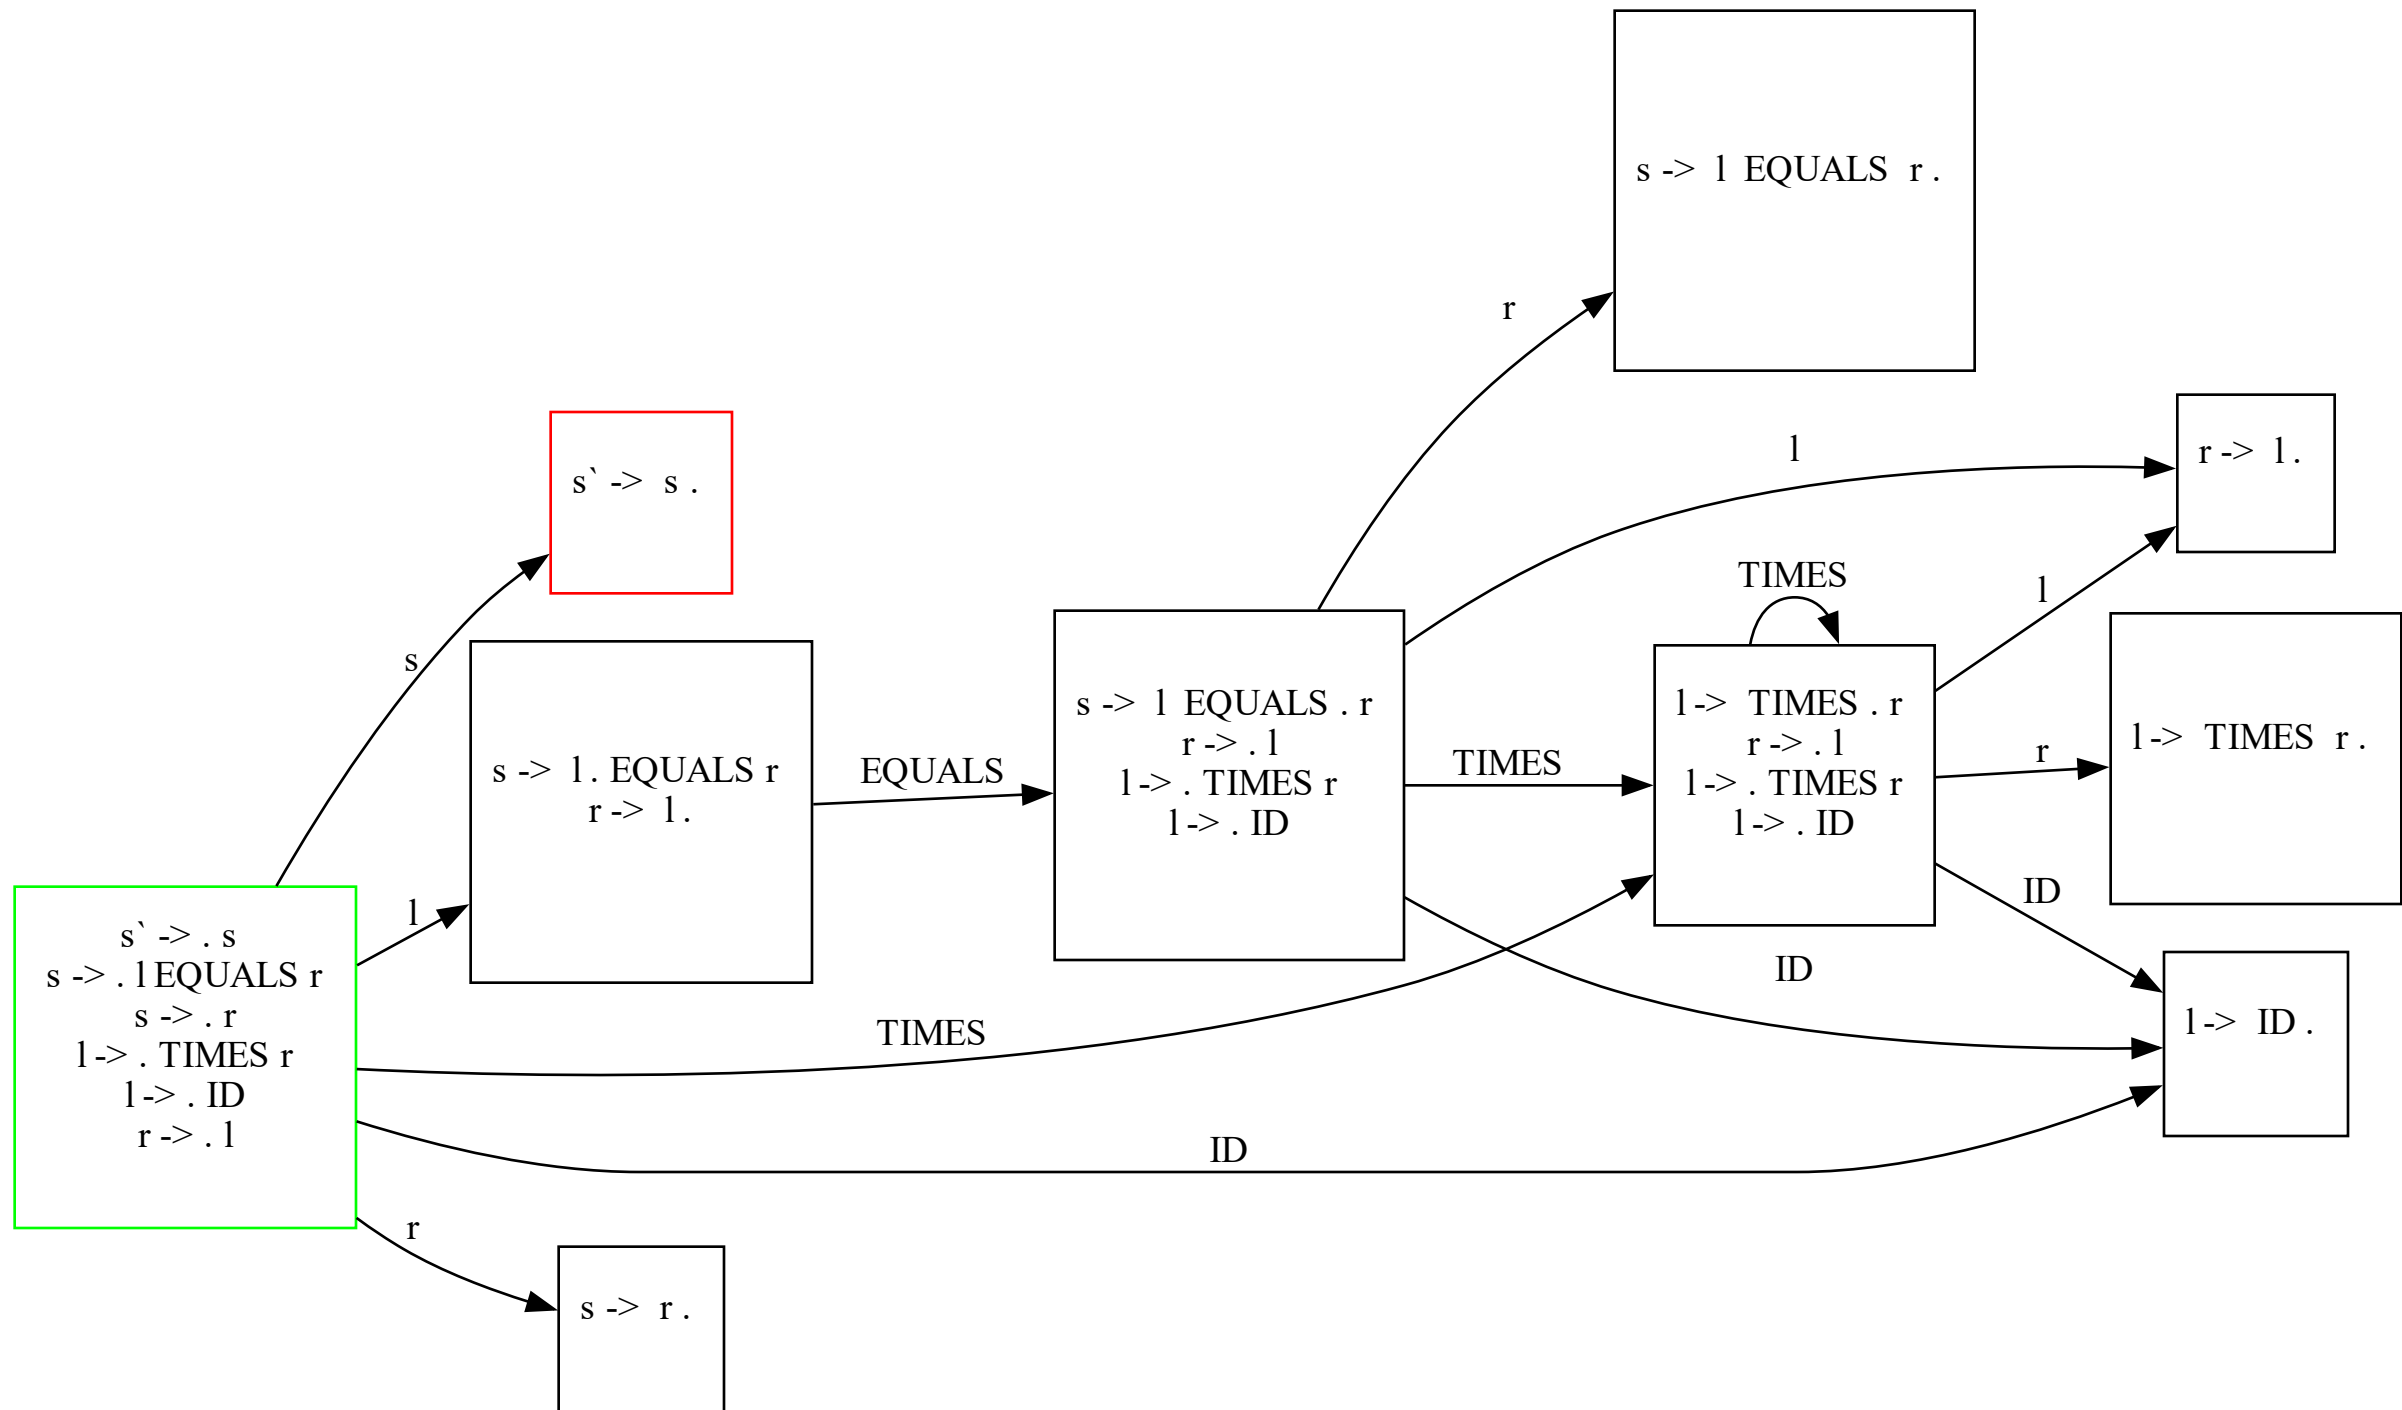 s -> l EQUALS r .
r
l
r -> l .
s` -> s .
TIMES
l
s
s -> l . EQUALS r
r -> l .
EQUALS
s -> l EQUALS . r
r -> . l
l -> . TIMES r
l -> . ID
TIMES
l -> TIMES . r
r -> . l
l -> . TIMES r
l -> . ID
r
l -> TIMES r .
l
ID
ID
l -> ID .
s` -> . s
s -> . l EQUALS r
s -> . r
l -> . TIMES r
l -> . ID
r -> . l
TIMES
ID
r
s -> r .